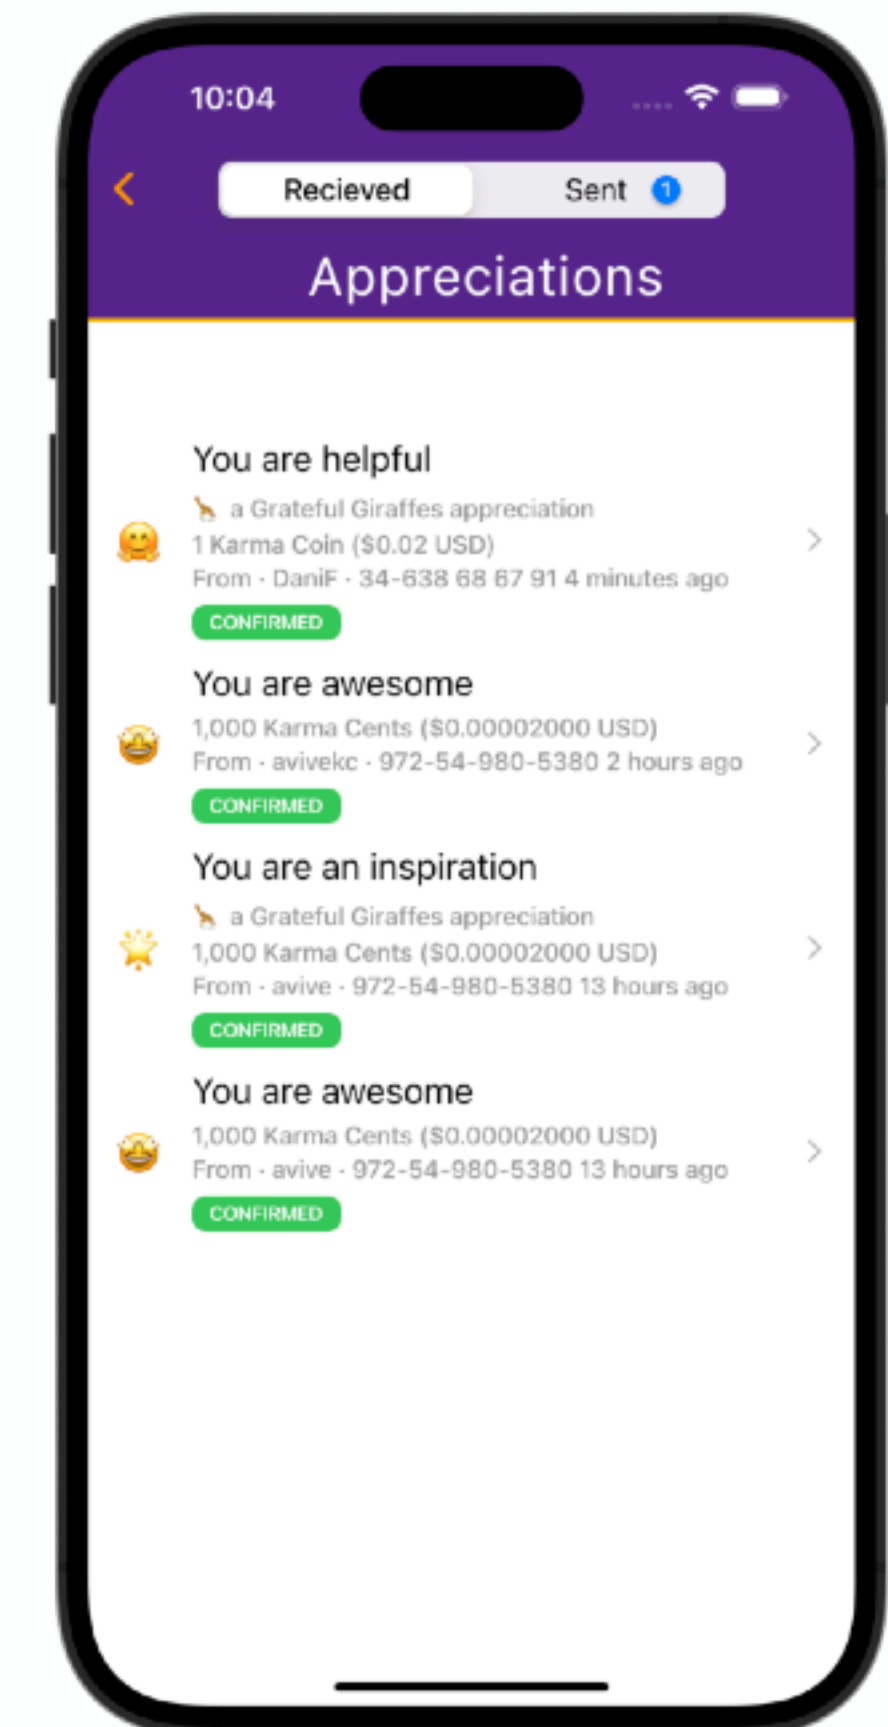 10:04
Recieved
Sent 1
Appreciations
You are helpful
a Grateful Giraffes appreciation
1 Karma Coin ($0.02 USD)
From · DaniF · 34-638 68 67 91 4 minutes ago
CONFIRMED
You are awesome
1,000 Karma Cents ($0.00002000 USD)
From · avivekc · 972-54-980-5380 2 hours ago
CONFIRMED
You are an inspiration
a Grateful Giraffes appreciation
1,000 Karma Cents ($0.00002000 USD)
From · avive · 972-54-980-5380 13 hours ago
CONFIRMED
You are awesome
1,000 Karma Cents ($0.00002000 USD)
From · avive · 972-54-980-5380 13 hours ago
CONFIRMED